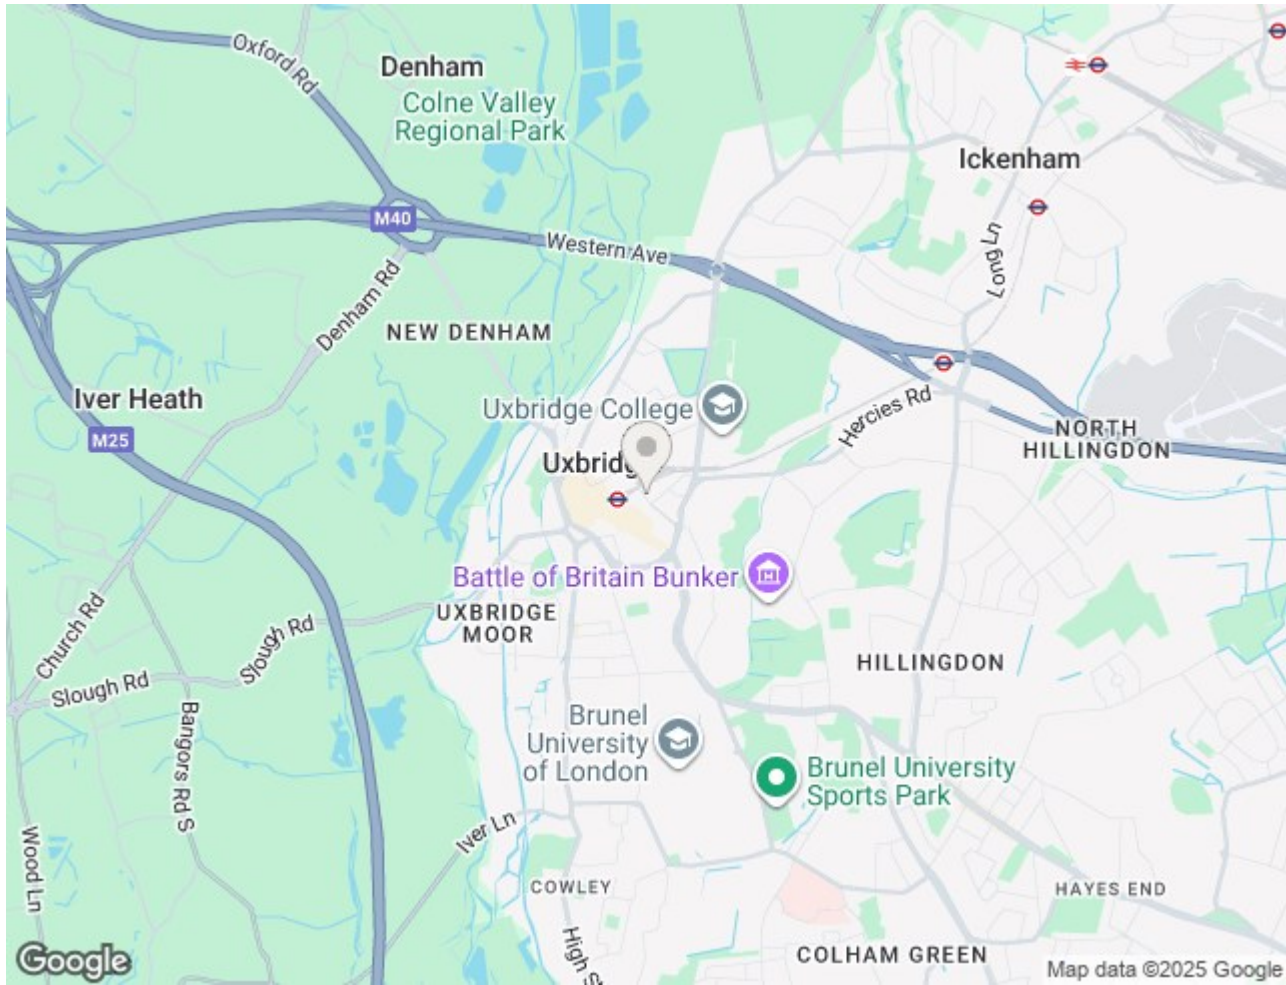 Oxford Rd
Denham
Colne Valley
Regional Park
Ickenham
M40
Western Ave
Long Ln
Denham Rd
NEW DENHAM
Iver Heath
M25
Uxbridge College
Hercies Rd
NORTH
HILLINGDON
Uxbridg
Battle of Britain Bunker
UXBRIDGE
MOOR
Church Rd
Slough Rd
Slough Rd
HILLINGDON
Bangors Rd S
Brunel
University
of London
Brunel University
Sports Park
Iver Ln
Wood Ln
COWLEY
HAYES END
High St
COLHAM GREEN
Google
Map data ©2025 Google